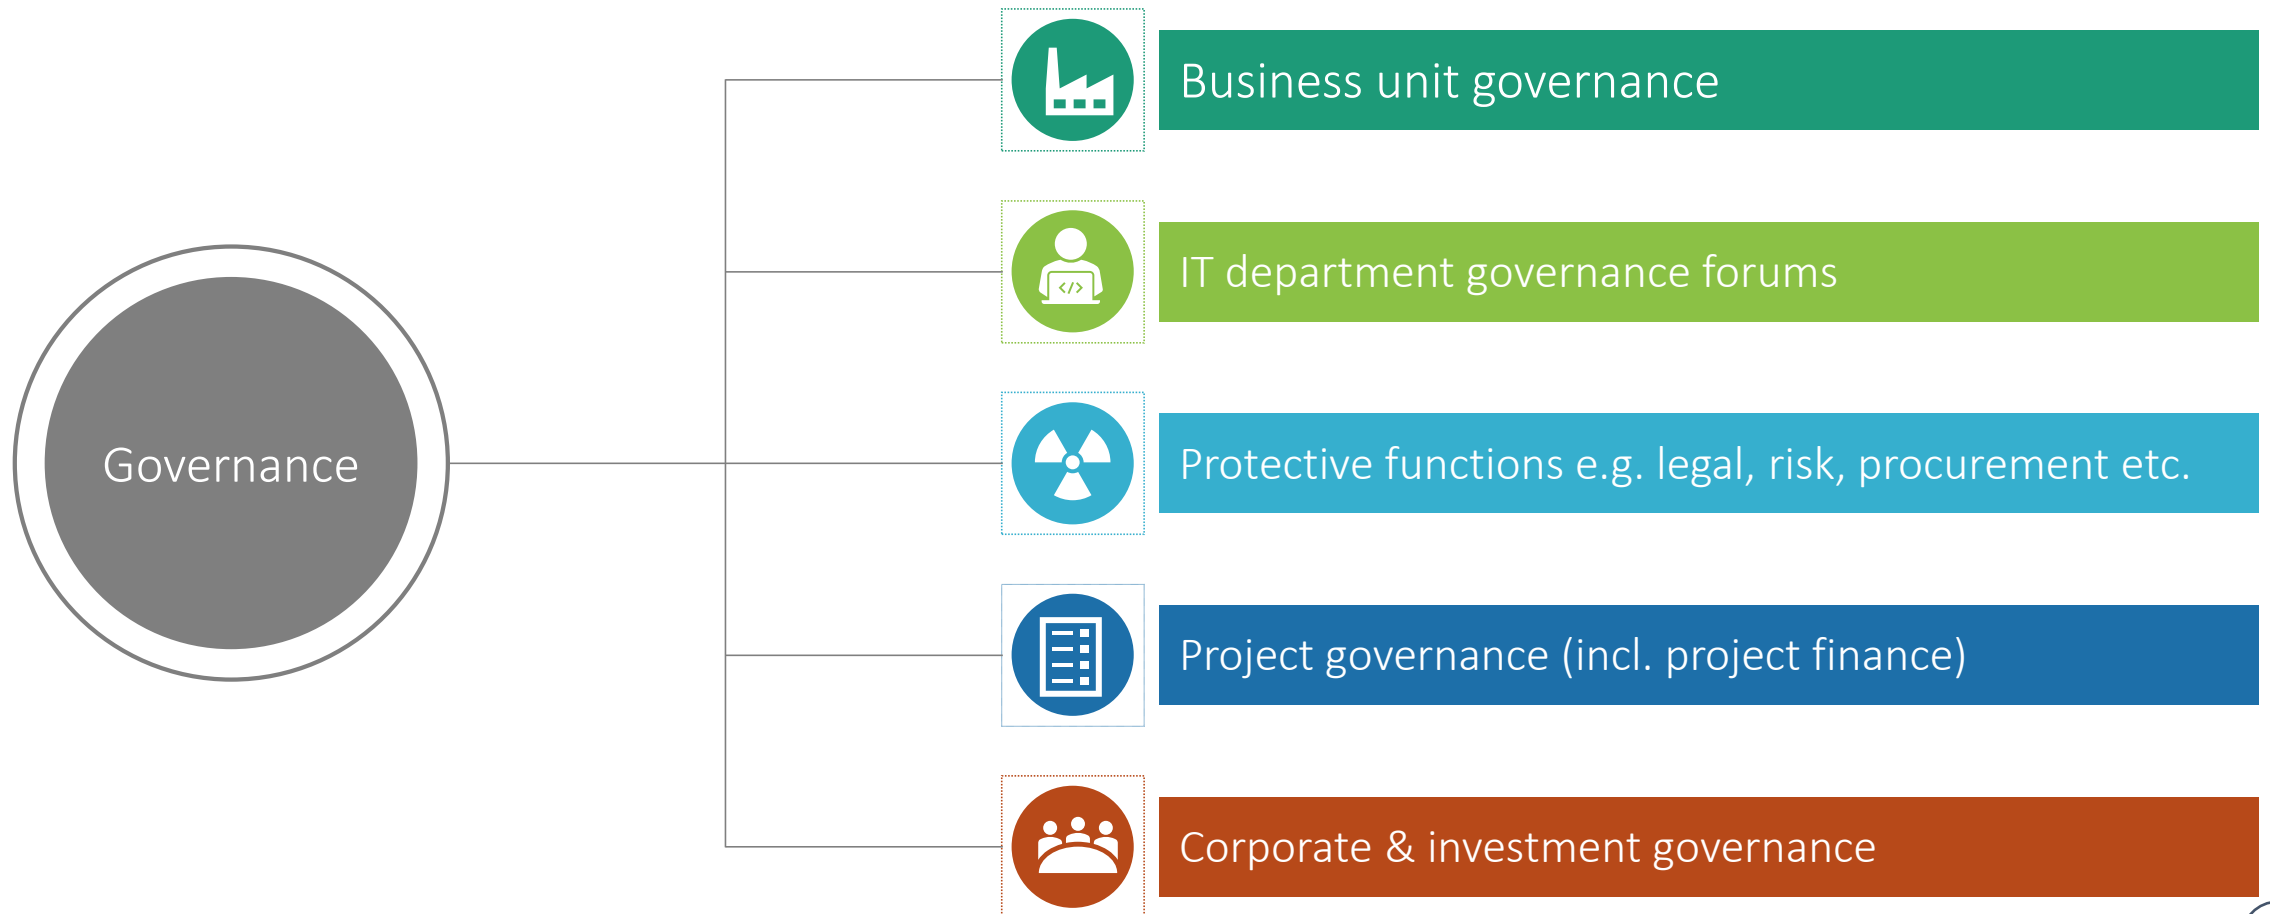 Business unit governance
IT department governance forums
Governance
Protective functions e.g. legal, risk, procurement etc.
Project governance (incl. project finance)
Corporate & investment governance